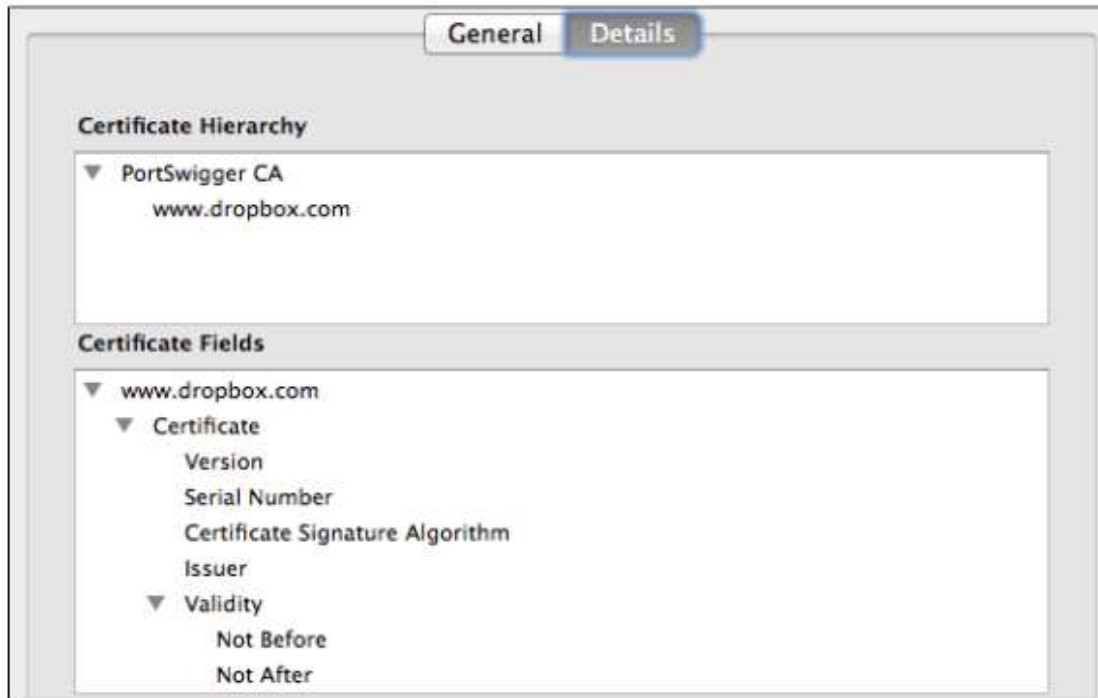 General Details
Certificate Hierarchy
PortSwigger CA
www.dropbox.com
Certificate Fields
www.dropbox.com
Certificate
Version
Serial Number
Certificate Signature Algorithm
Issuer
Validity
Not Before
Not After